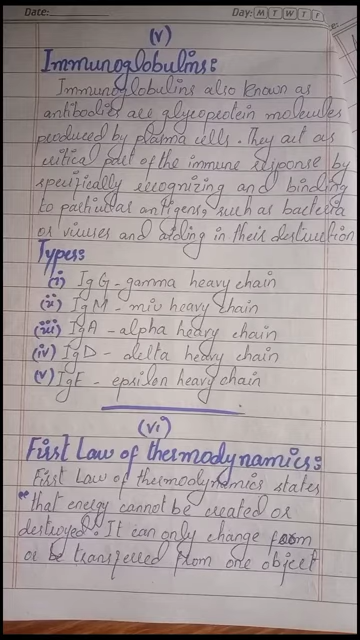 Date:
Day: M T W T F
(v)
Immunoglobulins:
Immunoglobulins also known as
antibodies are glycoprotein molecules
produced by plasma cells. They act as
critical part of the immune response by
specifically recognizing and binding
to particular antigens, such as bacteria
or viruses and aiding in their destruction
Types:
(i) IgG - gamma heavy chain
(ii) IgM - miu heavy chain
(iii) IgA - alpha heavy chain
(iv) IgD - delta heavy chain
(v) IgE - epsilon heavy chain
(vi)
First Law of thermodynamics:
First Law of thermodynamics states
"that energy cannot be created or
destroyed. It can only change form
or be transferred from one object